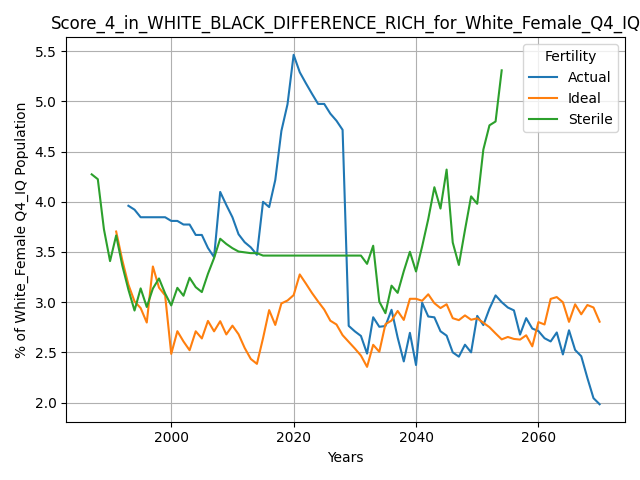 Score_4_in_WHITE_BLACK_DIFFERENCE_RICH_for_White_Female_Q4_IQ
Fertility
Actual
Ideal
Sterile
% of White_Female Q4_IQ Population
5.5
5.0
4.5
4.0
3.5
3.0
2.5
2.0
2000
2020
2040
2060
Years